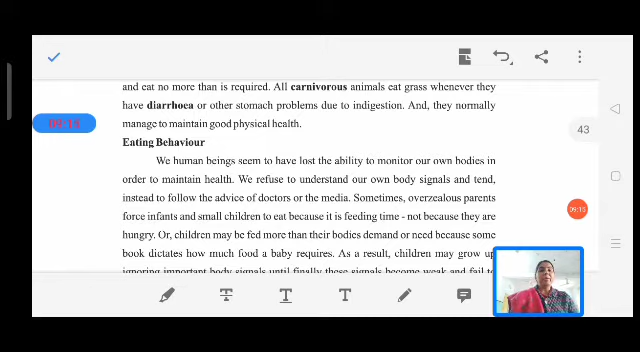 and eat no more than is required. All carnivorous animals eat grass whenever they
have diarrhoea or other stomach problems due to indigestion. And, they normally
manage to maintain good physical health.
43
Eating Behaviour
We human beings seem to have lost the ability to monitor our own bodies in
order to maintain health. We refuse to understand our own body signals and tend,
instead to follow the advice of doctors or the media. Sometimes, overzealous parents
09:15
force infants and small children to eat because it is feeding time - not because they are
hungry. Or, children may be fed more than their bodies demand or need because some
book dictates how much food a baby requires. As a result, children may grow up
ignoring important body signals until finally these signals become weak and fail to